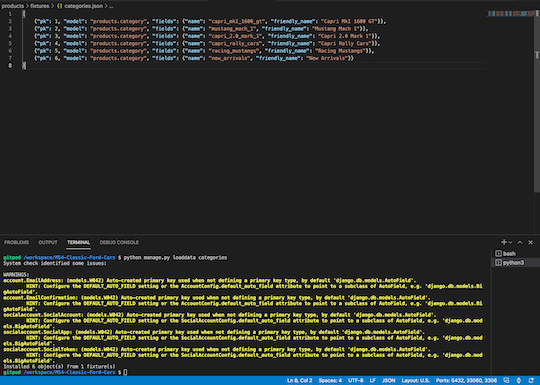 products > fixtures > {} categories.json > ...
1 [
2 {"pk": 1, "model": "products.category", "fields": {"name": "capri_mkI_1600_gt", "friendly_name": "Capri MkI 1600 GT"}},
3 {"pk": 2, "model": "products.category", "fields": {"name": "mustang_mach_1", "friendly_name": "Mustang Mach 1"}},
4 {"pk": 3, "model": "products.category", "fields": {"name": "capri_2.0_mark_1", "friendly_name": "Capri 2.0 Mark 1"}},
5 {"pk": 4, "model": "products.category", "fields": {"name": "capri_rally_cars", "friendly_name": "Capri Rally Cars"}},
6 {"pk": 5, "model": "products.category", "fields": {"name": "racing_mustangs", "friendly_name": "Racing Mustangs"}},
7 {"pk": 6, "model": "products.category", "fields": {"name": "new_arrivals", "friendly_name": "New Arrivals"}}
8 ]
PROBLEMS OUTPUT TERMINAL DEBUG CONSOLE
bash
python3
gitpod /workspace/MS4-Classic-Ford-Cars $ python manage.py loaddata categories
System check identified some issues:
WARNINGS:
account.EmailAddress: (models.W042) Auto-created primary key used when not defining a primary key type, by default 'django.db.models.AutoField'.
HINT: Configure the DEFAULT_AUTO_FIELD setting or the AccountConfig.default_auto_field attribute to point to a subclass of AutoField, e.g. 'django.db.models.Bi
gAutoField'.
account.EmailConfirmation: (models.W042) Auto-created primary key used when not defining a primary key type, by default 'django.db.models.AutoField'.
HINT: Configure the DEFAULT_AUTO_FIELD setting or the AccountConfig.default_auto_field attribute to point to a subclass of AutoField, e.g. 'django.db.models.Bi
gAutoField'.
socialaccount.SocialAccount: (models.W042) Auto-created primary key used when not defining a primary key type, by default 'django.db.models.AutoField'.
HINT: Configure the DEFAULT_AUTO_FIELD setting or the SocialAccountConfig.default_auto_field attribute to point to a subclass of AutoField, e.g. 'django.db.mod
els.BigAutoField'.
socialaccount.SocialApp: (models.W042) Auto-created primary key used when not defining a primary key type, by default 'django.db.models.AutoField'.
HINT: Configure the DEFAULT_AUTO_FIELD setting or the SocialAccountConfig.default_auto_field attribute to point to a subclass of AutoField, e.g. 'django.db.mod
els.BigAutoField'.
socialaccount.SocialToken: (models.W042) Auto-created primary key used when not defining a primary key type, by default 'django.db.models.AutoField'.
HINT: Configure the DEFAULT_AUTO_FIELD setting or the SocialAccountConfig.default_auto_field attribute to point to a subclass of AutoField, e.g. 'django.db.mod
els.BigAutoField'.
Installed 6 object(s) from 1 fixture(s)
gitpod /workspace/MS4-Classic-Ford-Cars $
Ln 8, Col 2 Spaces: 4 UTF-8 LF JSON Layout: U.S. Ports: 5432, 33060, 3306